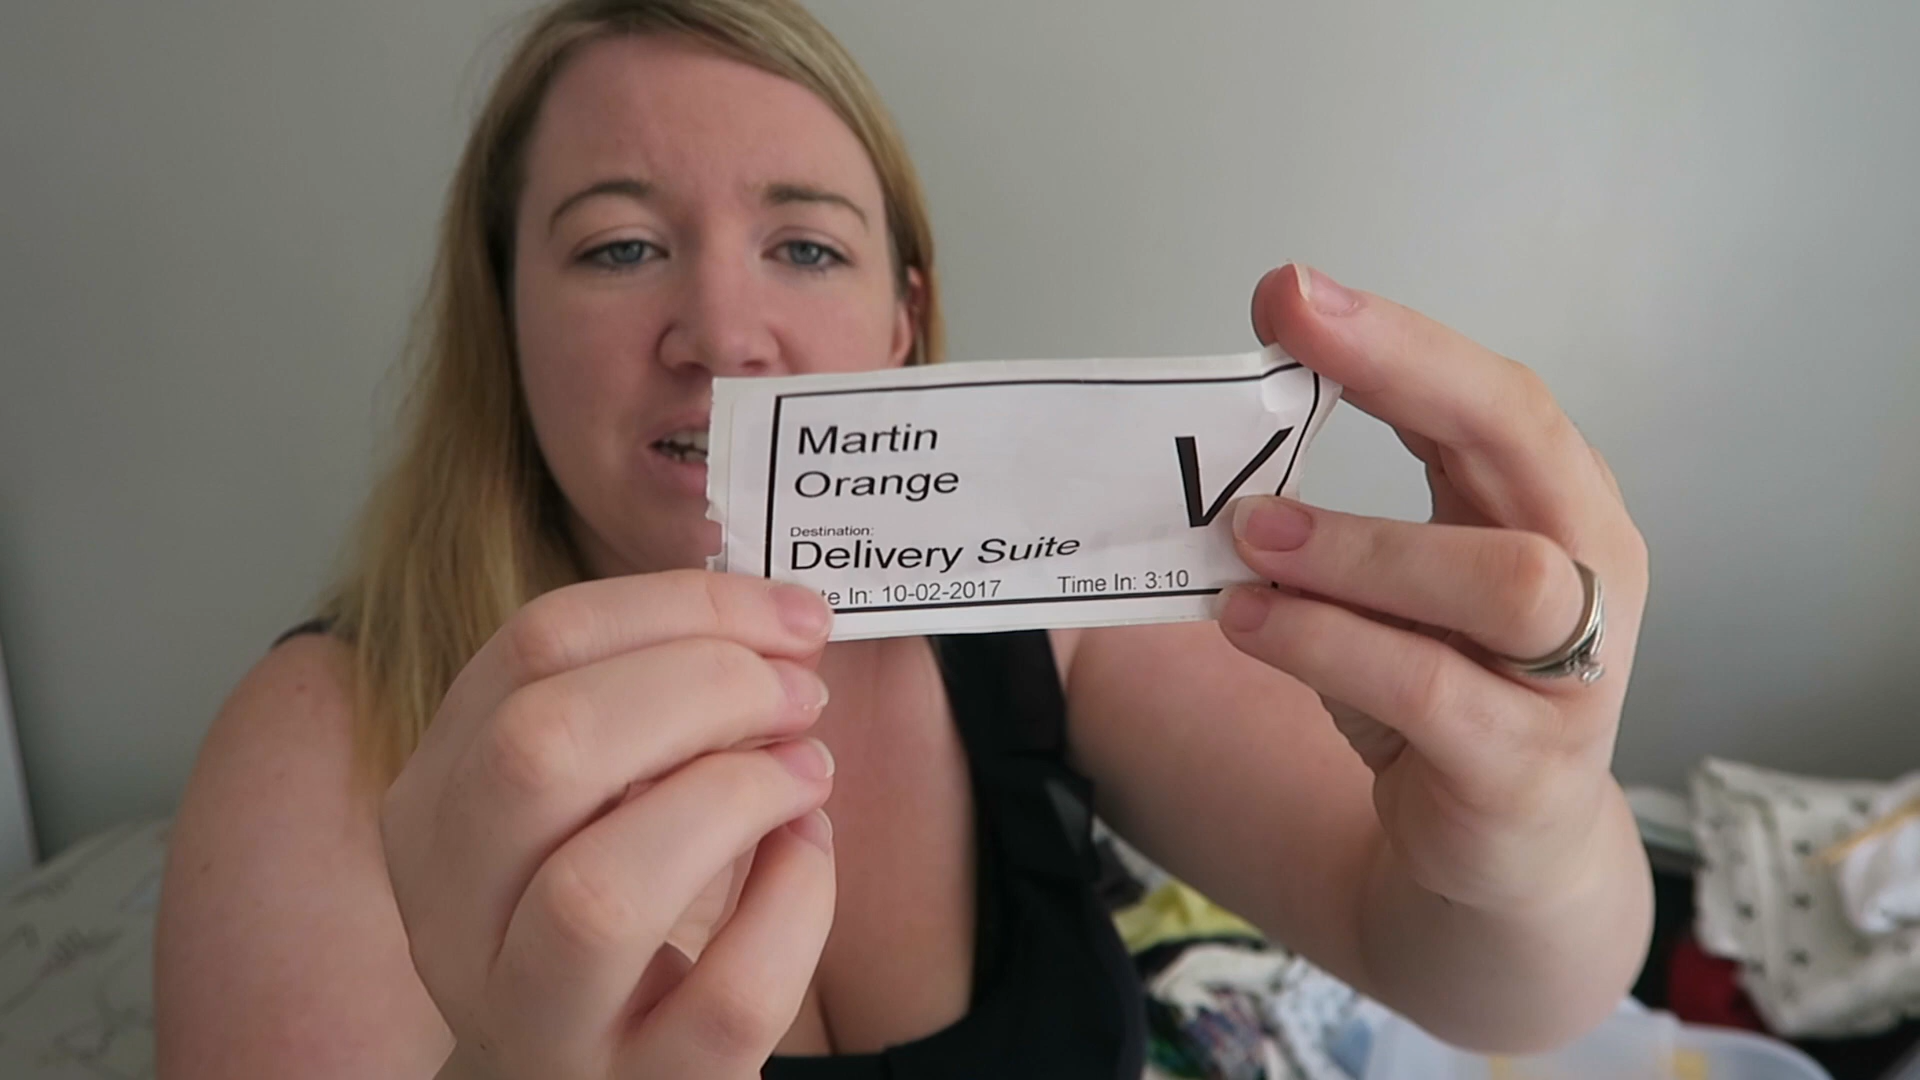 Martin
Orange
V
Destination:
Delivery Suite
te In: 10-02-2017 Time In: 3:10